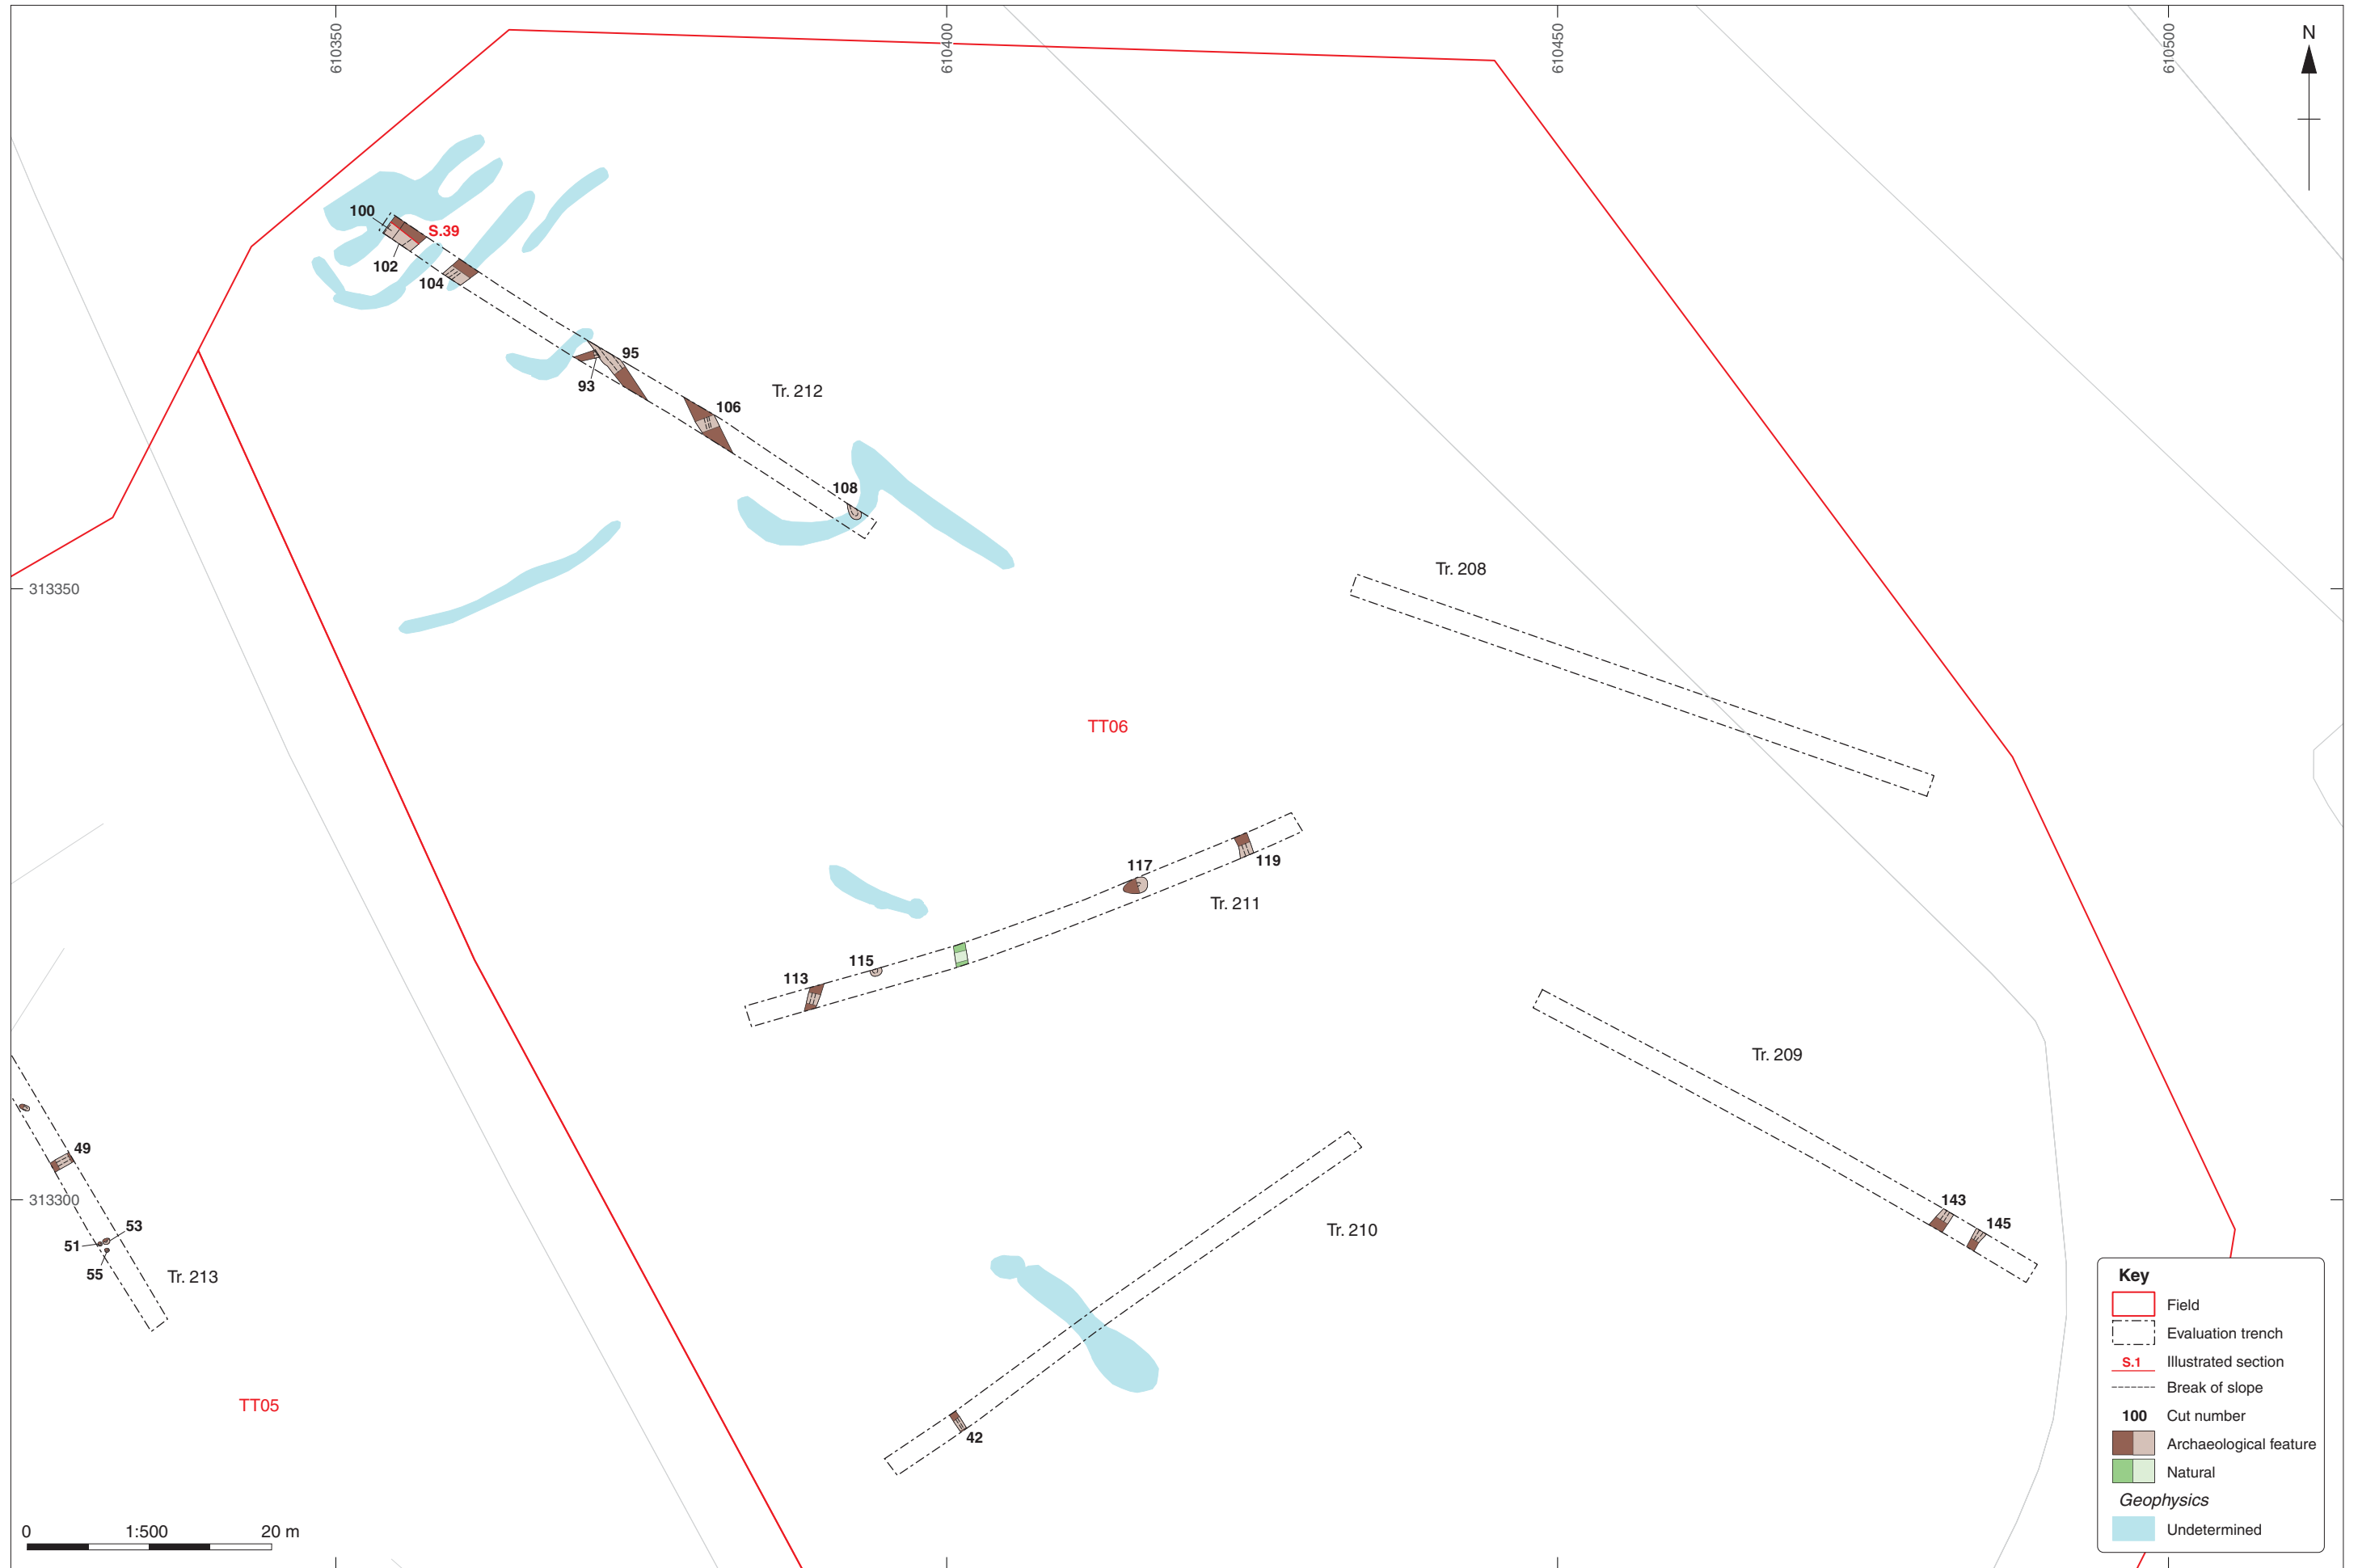 610350
610400
610450
610500
N
100
S.39
102
104
95
93
Tr. 212
106
108
Tr. 208
313350
TT06
117
119
Tr. 211
115
113
Tr. 209
49
143
313300
53
145
51
Tr. 210
55
Tr. 213
42
TT05
Key
Field
Evaluation trench
S.1 Illustrated section
Break of slope
100 Cut number
Archaeological feature
Natural
Geophysics
Undetermined
0 1:500 20 m